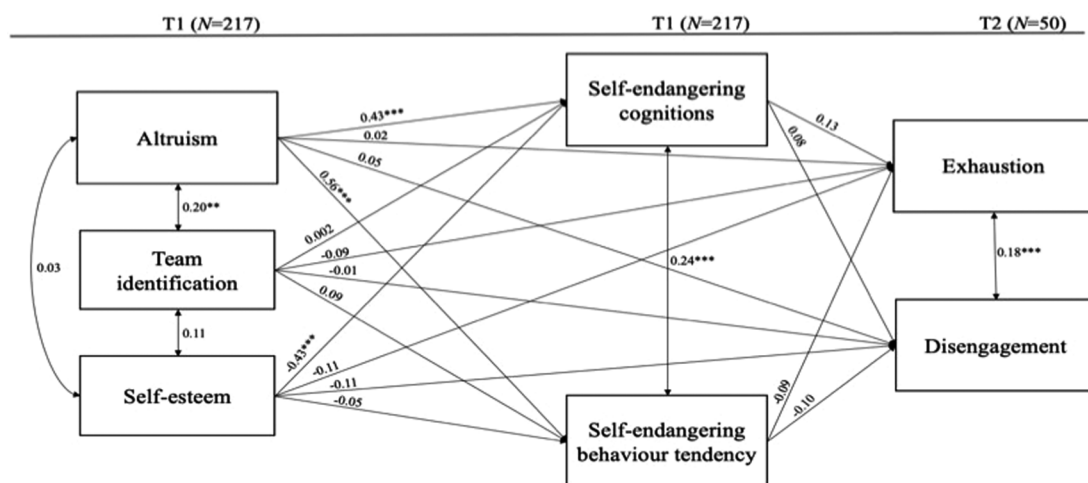 T1 (N=217) T1 (N=217) T2 (N=50)
Altruism
Team
identification
Self-esteem
Self-endangering
cognitions
Self-endangering
behaviour tendency
Exhaustion
Disengagement
0.03
0.20**
0.11
0.43***
0.02
0.05
0.56***
0.002
-0.09
-0.01
0.09
-0.43***
-0.11
-0.11
-0.05
0.24***
0.13
0.08
-0.09
-0.10
0.18***